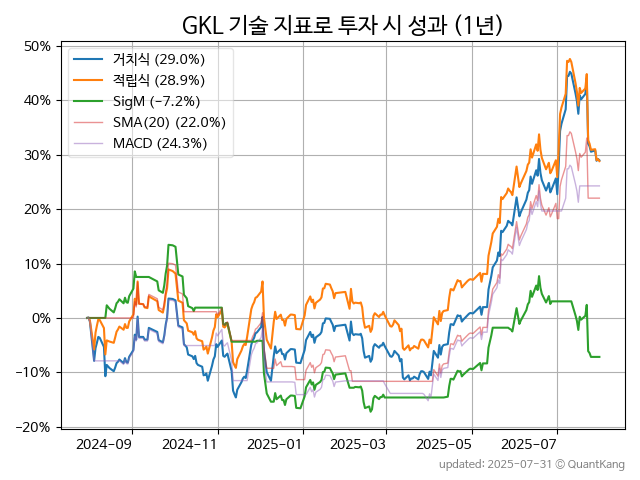 GKL 기술 지표로 투자 시 성과 (1년)
50%
40%
30%
20%
10%
0%
−10%
−20%
거치식 (29.0%)
적립식 (28.9%)
SigM (−7.2%)
SMA(20) (22.0%)
MACD (24.3%)
2024-09
2024-11
2025-01
2025-03
2025-05
2025-07
updated: 2025-07-31 © QuantKang